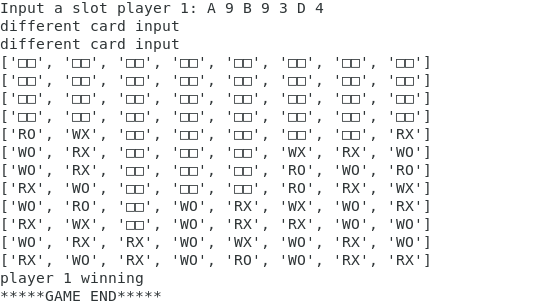 Input a slot player 1: A 9 B 9 3 D 4
different card input
different card input
['□□', '□□', '□□', '□□', '□□', '□□', '□□', '□□']
['□□', '□□', '□□', '□□', '□□', '□□', '□□', '□□']
['□□', '□□', '□□', '□□', '□□', '□□', '□□', '□□']
['□□', '□□', '□□', '□□', '□□', '□□', '□□', '□□']
['RO', 'WX', '□□', '□□', '□□', '□□', '□□', 'RX']
['WO', 'RX', '□□', '□□', '□□', 'WX', 'RX', 'WO']
['WO', 'RX', '□□', '□□', '□□', 'RO', 'WO', 'RO']
['RX', 'WO', '□□', '□□', '□□', 'RO', 'RX', 'WX']
['WO', 'RO', '□□', 'WO', 'RX', 'WX', 'WO', 'RX']
['RX', 'WX', '□□', 'WO', 'RX', 'RX', 'WO', 'WO']
['WO', 'RX', 'RX', 'WO', 'WX', 'WO', 'RX', 'WO']
['RX', 'WO', 'RX', 'WO', 'RO', 'WO', 'RX', 'RX']
player 1 winning
*****GAME END*****